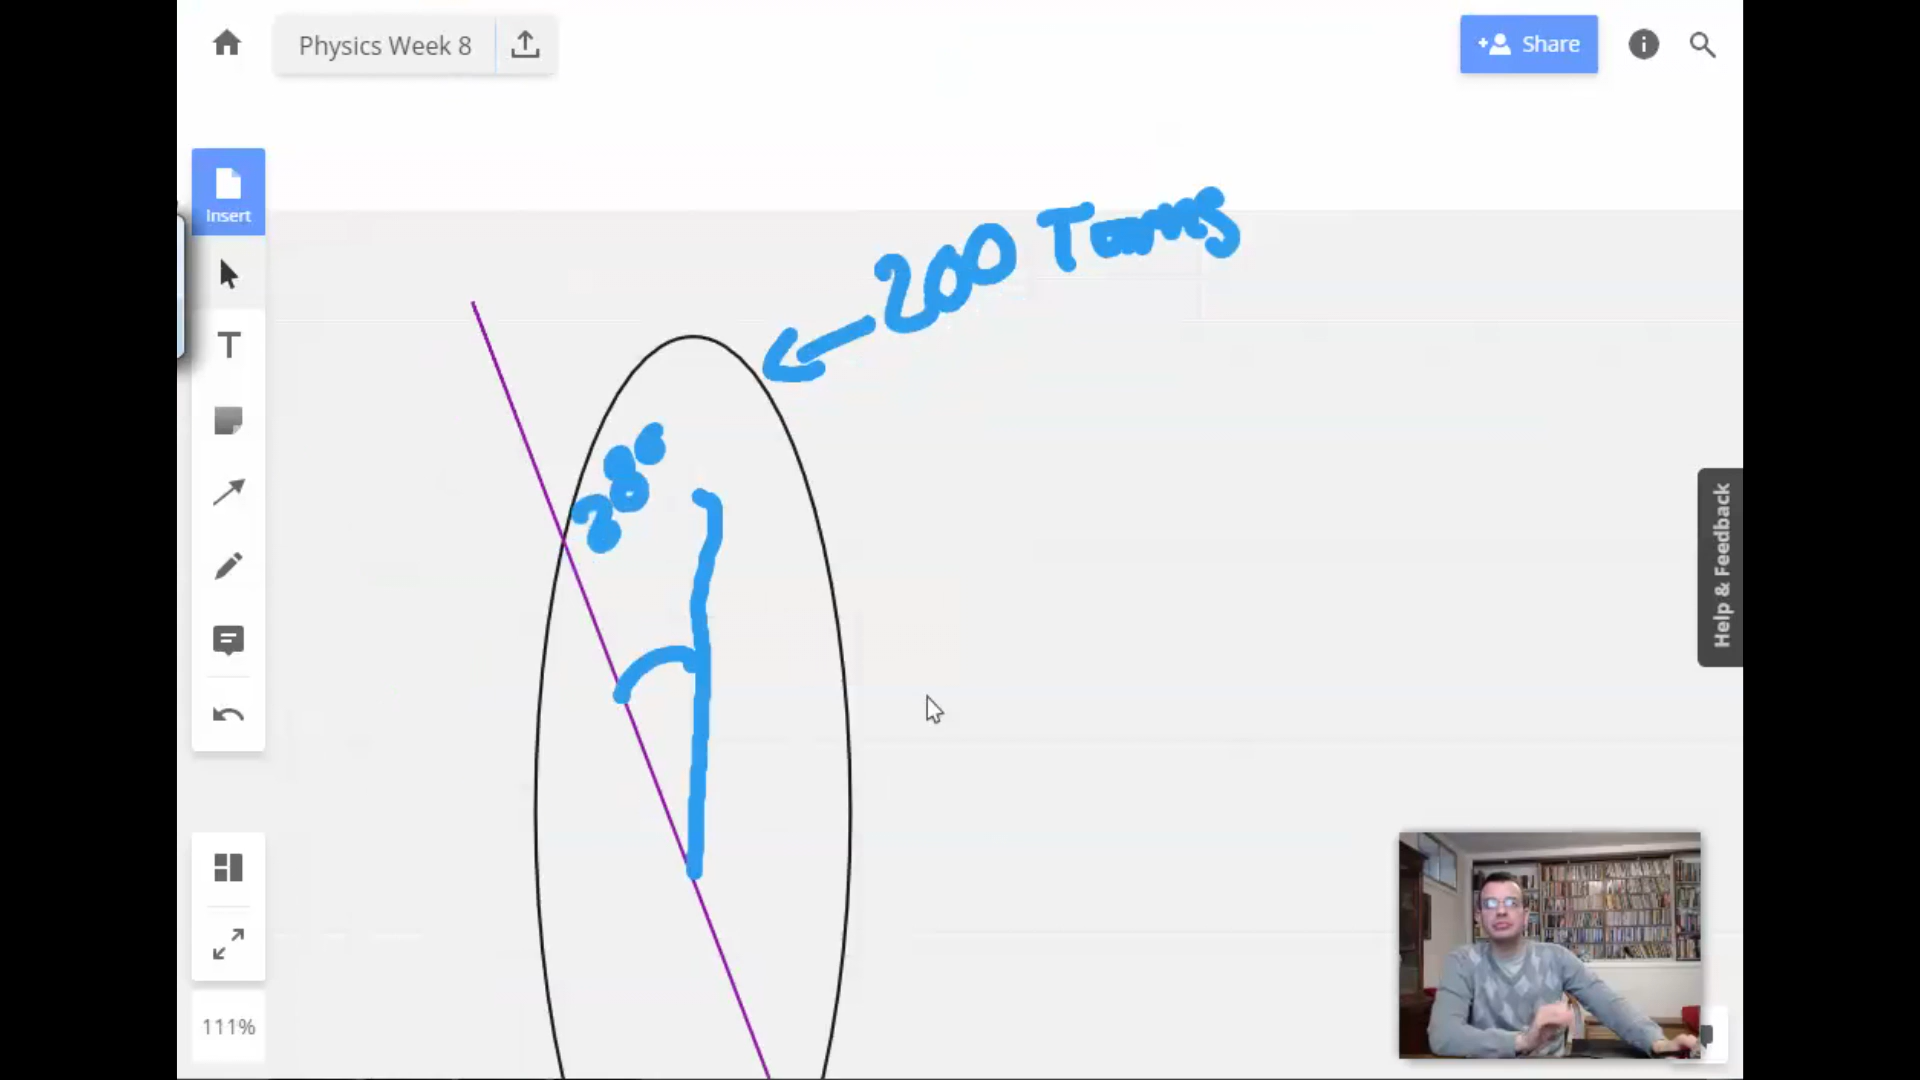 Physics Week 8
Share
Insert
200 Turns
28°
T
Help & Feedback
111%